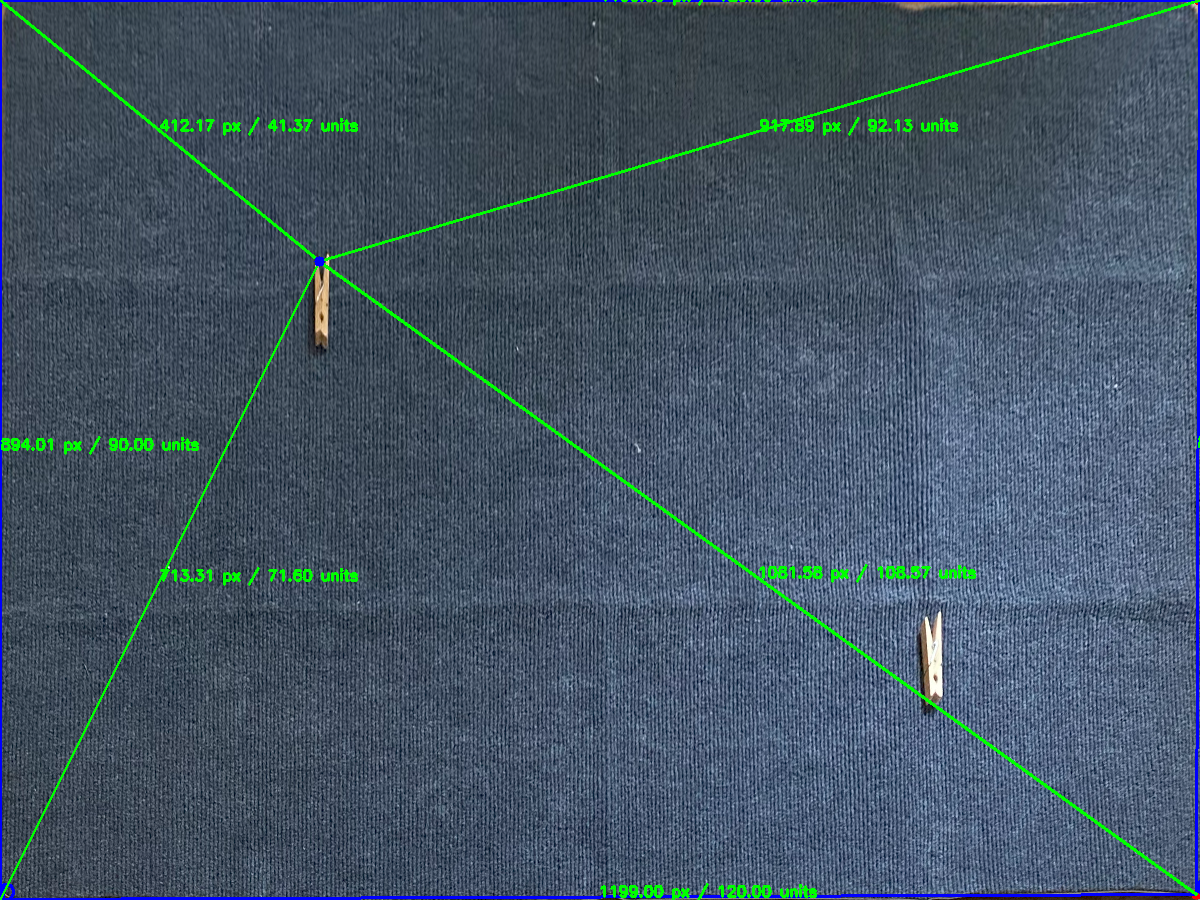 412.17 px / 41.37 units
917.89 px / 92.13 units
894.01 px / 90.00 units
713.31 px / 71.60 units
1081.58 px / 108.57 units
1199.00 px / 120.00 units